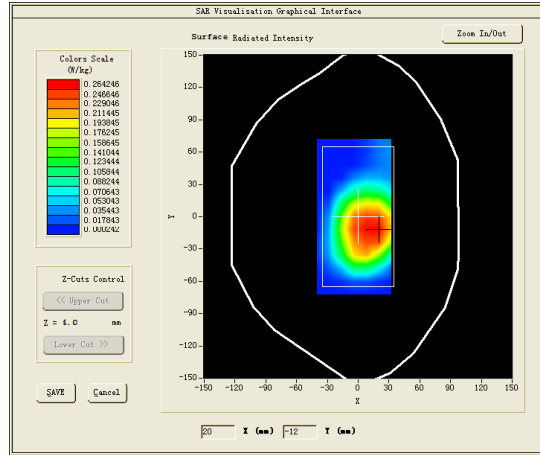 SAR Visualisation Graphical Interface
Surface Radiated Intensity
Zoom In/Out
Colors Scale
(W/kg)
0.264246
0.246646
0.229046
0.211445
0.193845
0.176245
0.158645
0.141044
0.123444
0.105844
0.088244
0.070643
0.053043
0.035443
0.017843
0.000242
Z-Cuts Control
<< Upper Cut
Z = 4.0 mm
Lower Cut >>
SAVE Cancel
150
120
90
60
30
Y 0
-30
-60
-90
-120
-150
-150 -120 -90 -60 -30 0 30 60 90 120 150
X
20 X (mm) -12 Y (mm)